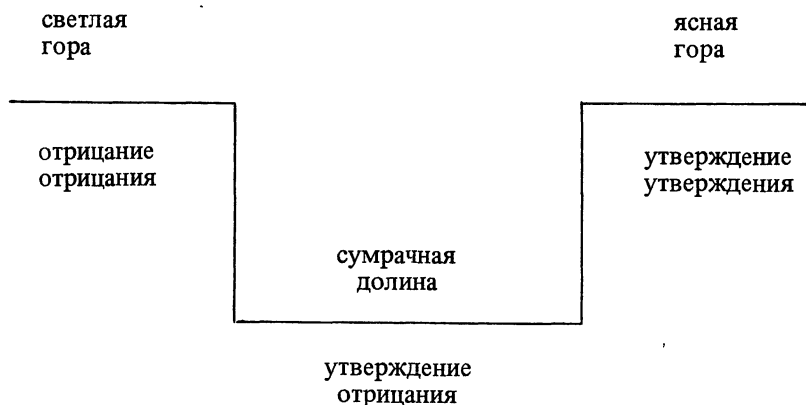 светлая
гора
ясная
гора
отрицание
отрицания
утверждение
утверждения
сумрачная
долина
утверждение
отрицания